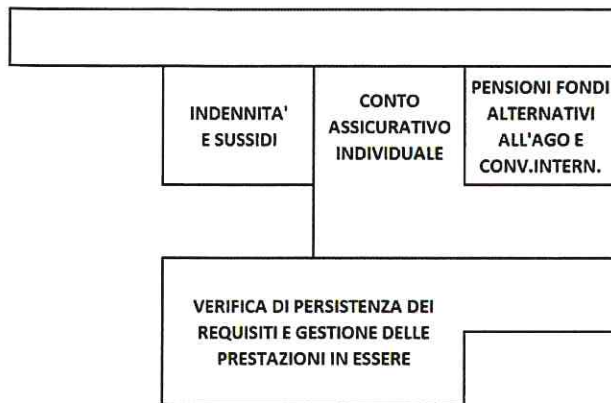 INDENNITA'
E SUSSIDI
CONTO
ASSICURATIVO
INDIVIDUALE
PENSIONI FONDI
ALTERNATIVI
ALL'AGO E
CONV.INTERN.
VERIFICA DI PERSISTENZA DEI
REQUISITI E GESTIONE DELLE
PRESTAZIONI IN ESSERE